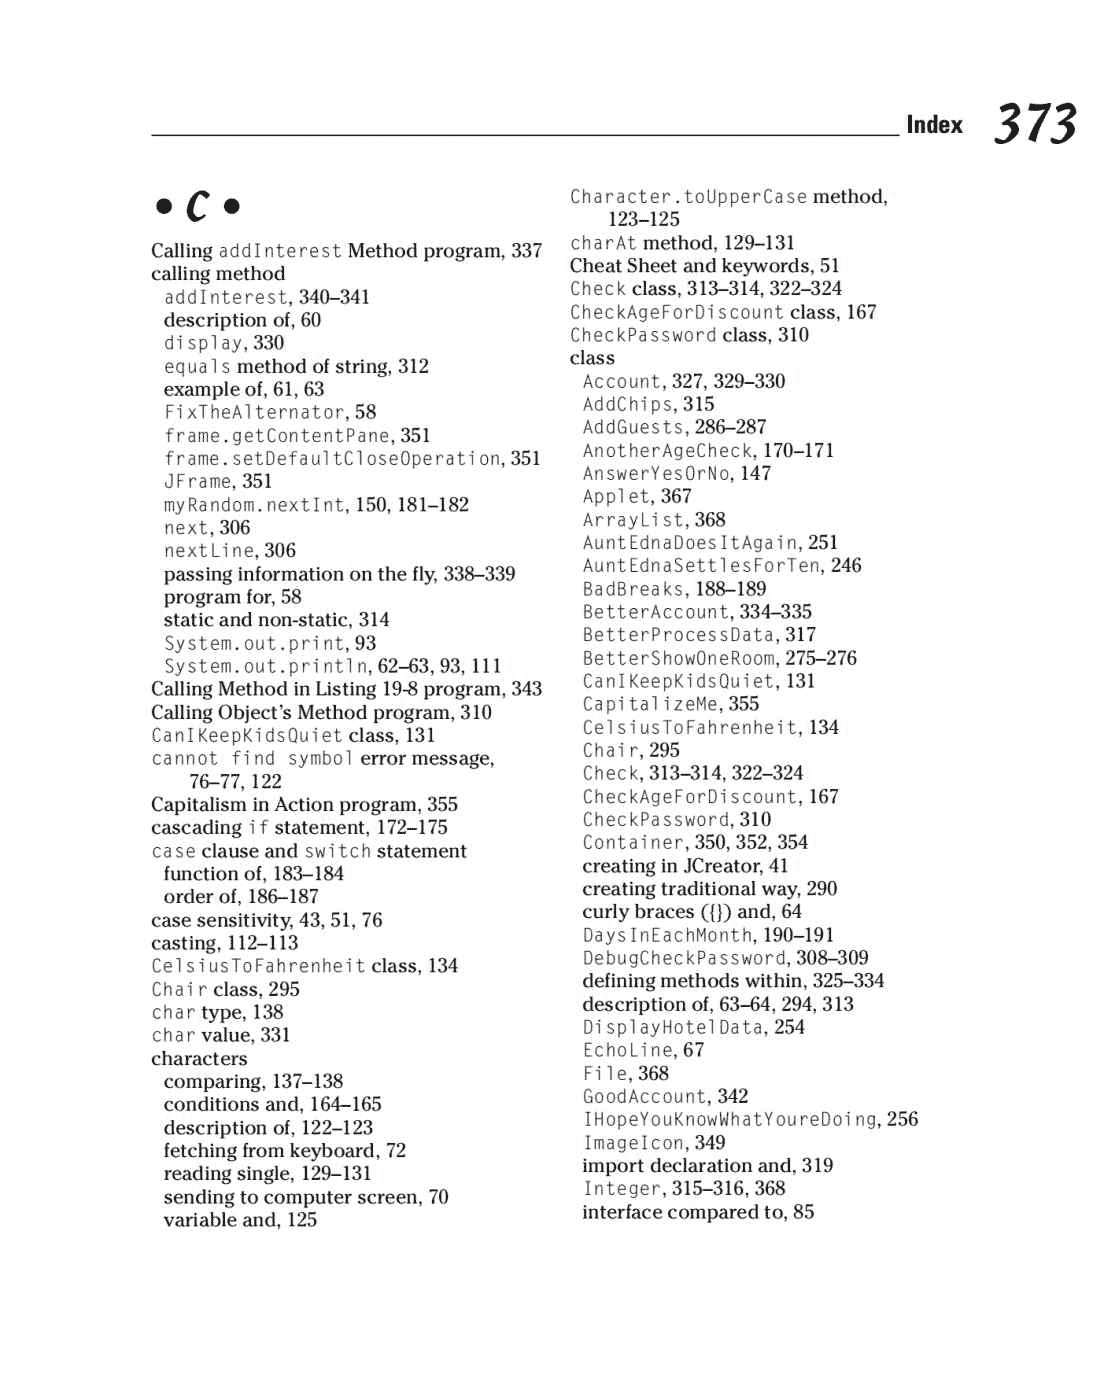 Index 373
• C •
Calling addInterest Method program, 337
calling method
addInterest, 340–341
description of, 60
display, 330
equals method of string, 312
example of, 61, 63
FixTheAlternator, 58
frame.getContentPane, 351
frame.setDefaultCloseOperation, 351
JFrame, 351
myRandom.nextInt, 150, 181–182
next, 306
nextLine, 306
passing information on the fly, 338–339
program for, 58
static and non-static, 314
System.out.print, 93
System.out.println, 62–63, 93, 111
Calling Method in Listing 19-8 program, 343
Calling Object’s Method program, 310
CanIKeepKidsQuiet class, 131
cannot find symbol error message,
76–77, 122
Capitalism in Action program, 355
cascading if statement, 172–175
case clause and switch statement
function of, 183–184
order of, 186–187
case sensitivity, 43, 51, 76
casting, 112–113
CelsiusToFahrenheit class, 134
Chair class, 295
char type, 138
char value, 331
characters
comparing, 137–138
conditions and, 164–165
description of, 122–123
fetching from keyboard, 72
reading single, 129–131
sending to computer screen, 70
variable and, 125
Character.toUpperCase method,
123–125
charAt method, 129–131
Cheat Sheet and keywords, 51
Check class, 313–314, 322–324
CheckAgeForDiscount class, 167
CheckPassword class, 310
class
Account, 327, 329–330
AddChips, 315
AddGuests, 286–287
AnotherAgeCheck, 170–171
AnswerYesOrNo, 147
Applet, 367
ArrayList, 368
AuntEdnaDoesItAgain, 251
AuntEdnaSettlesForTen, 246
BadBreaks, 188–189
BetterAccount, 334–335
BetterProcessData, 317
BetterShowOneRoom, 275–276
CanIKeepKidsQuiet, 131
CapitalizeMe, 355
CelsiusToFahrenheit, 134
Chair, 295
Check, 313–314, 322–324
CheckAgeForDiscount, 167
CheckPassword, 310
Container, 350, 352, 354
creating in JCreator, 41
creating traditional way, 290
curly braces ({}) and, 64
DaysInEachMonth, 190–191
DebugCheckPassword, 308–309
defining methods within, 325–334
description of, 63–64, 294, 313
DisplayHotelData, 254
EchoLine, 67
File, 368
GoodAccount, 342
IHopeYouKnowWhatYoureDoing, 256
ImageIcon, 349
import declaration and, 319
Integer, 315–316, 368
interface compared to, 85